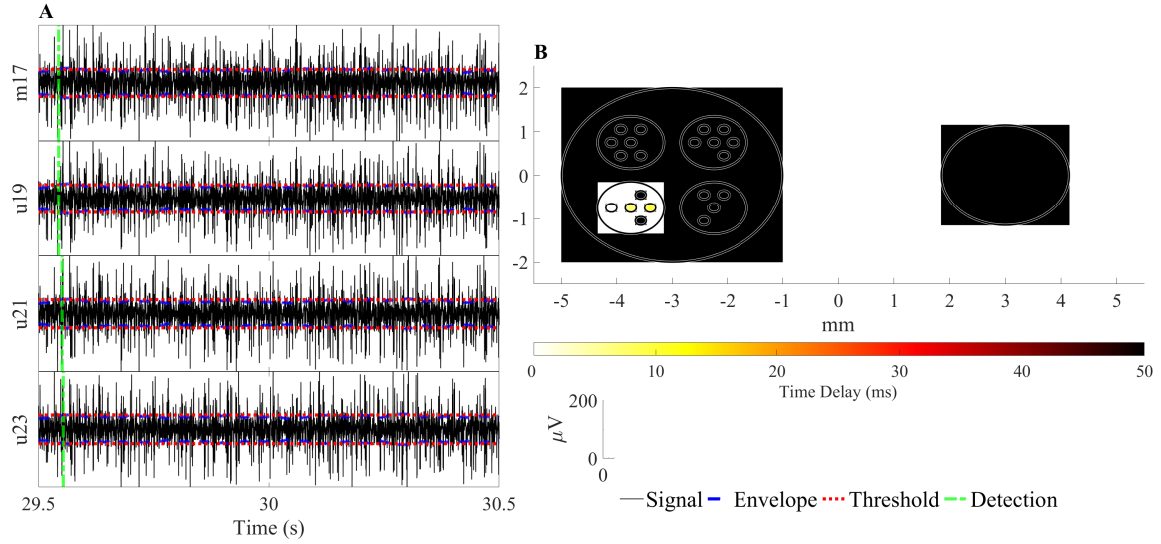 A
m17
u19
u21
u23
29.5 30 30.5
Time (s)
B
2
1
0
-1
-2
-5 -4 -3 -2 -1 0 1 2 3 4 5
mm
0 10 20 30 40 50
Time Delay (ms)
200
μV
0
0
Signal Envelope Threshold Detection